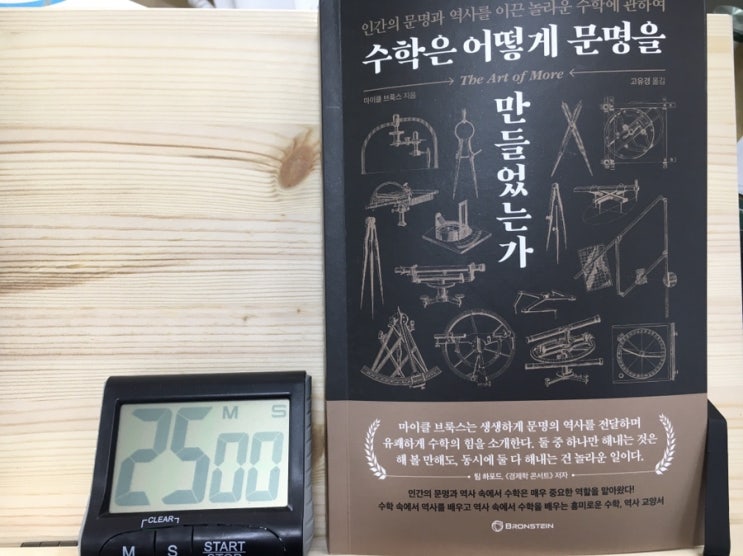 인간의 문명과 역사를 이끈 놀라운 수학에 관하여
수학은 어떻게 문명을
The Art of More
마이클 브룩스 지음
고유경 옮김
만들었는가
마이클 브룩스는 생생하게 문명의 역사를 전달하며
유쾌하게 수학의 힘을 소개한다. 둘 중 하나만 해내는 것은
해 볼 만해도, 동시에 둘 다 해내는 건 놀라운 일이다.
팀 하포드, 《경제학 콘서트》 저자
인간의 문명과 역사 속에서 수학은 매우 중요한 역할을 맡아왔다!
수학 속에서 역사를 배우고 역사 속에서 수학을 배우는 흥미로운 수학, 역사 교양서
BRONSTEIN
M S
25 00
CLEAR
M S START
STOP